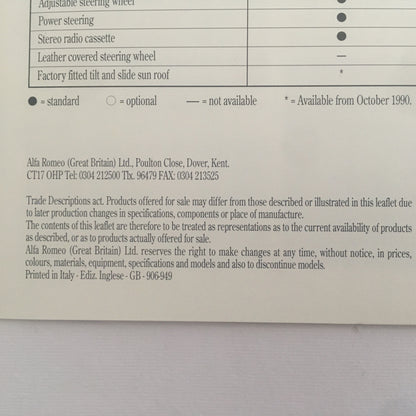 Adjustable steering wheel ●
Power steering ●
Stereo radio cassette ●
Leather covered steering wheel —
Factory fitted tilt and slide sun roof *
● = standard ○ = optional — = not available * = Available from October 1990.
Alfa Romeo (Great Britain) Ltd., Poulton Close, Dover, Kent.
CT17 OHP Tel: 0304 212500 Tlx. 96479 FAX: 0304 213525
Trade Descriptions act. Products offered for sale may differ from those described or illustrated in this leaflet due
to later production changes in specifications, components or place of manufacture.
The contents of this leaflet are therefore to be treated as representations as to the current availability of products
as described, or as to products actually offered for sale.
Alfa Romeo (Great Britain) Ltd. reserves the right to make changes at any time, without notice, in prices,
colours, materials, equipment, specifications and models and also to discontinue models.
Printed in Italy - Ediz. Inglese - GB - 906-949